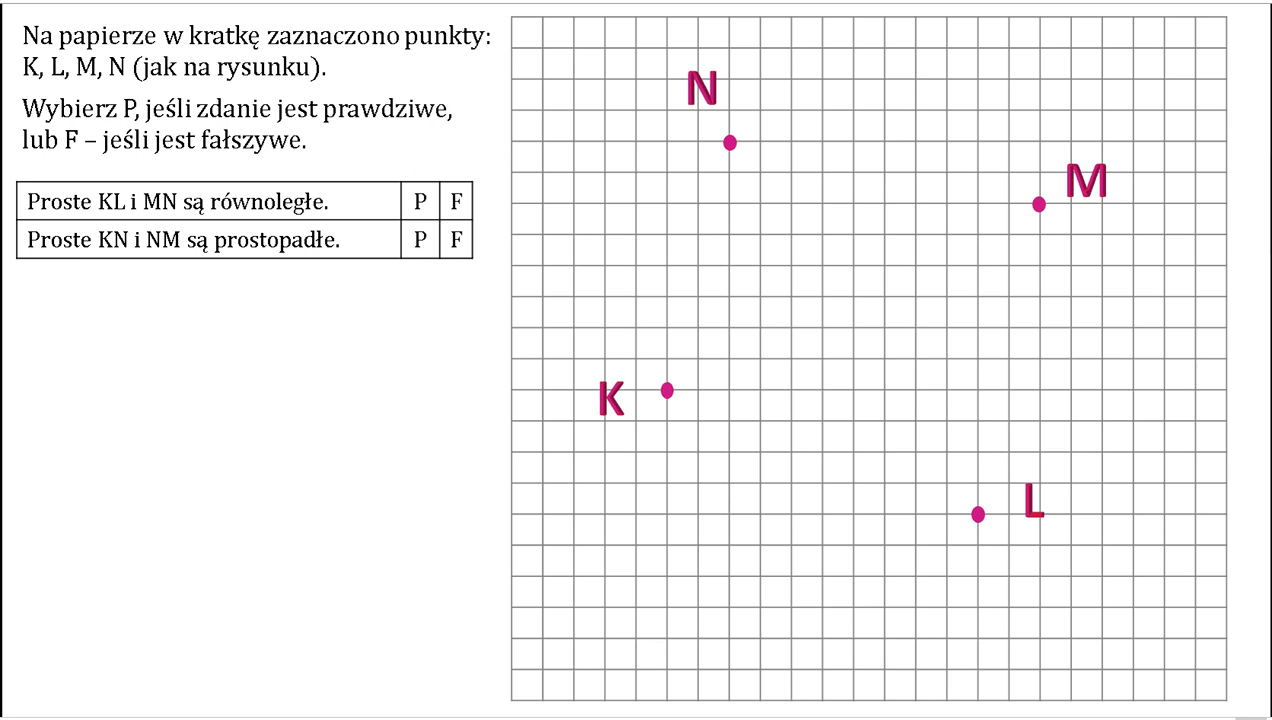 Na papierze w kratkę zaznaczono punkty:
K, L, M, N (jak na rysunku).
Wybierz P, jeśli zdanie jest prawdziwe,
lub F – jeśli jest fałszywe.
Proste KL i MN są równoległe. P F
Proste KN i NM są prostopadłe. P F
N
M
K
L